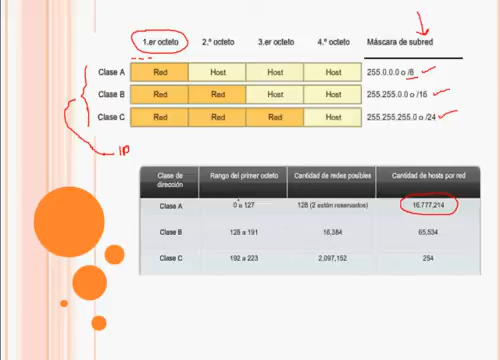 1.er octeto 2.º octeto 3.er octeto 4.º octeto Máscara de subred
Clase A Red Host Host Host 255.0.0.0 o /8
Clase B Red Red Host Host 255.255.0.0 o /16
Clase C Red Red Red Host 255.255.255.0 o /24
IP
Clase de dirección Rango del primer octeto Cantidad de redes posibles Cantidad de hosts por red
Clase A 0 a 127 128 (2 están reservados) 16,777,214
Clase B 128 a 191 16,384 65,534
Clase C 192 a 223 2,097,152 254